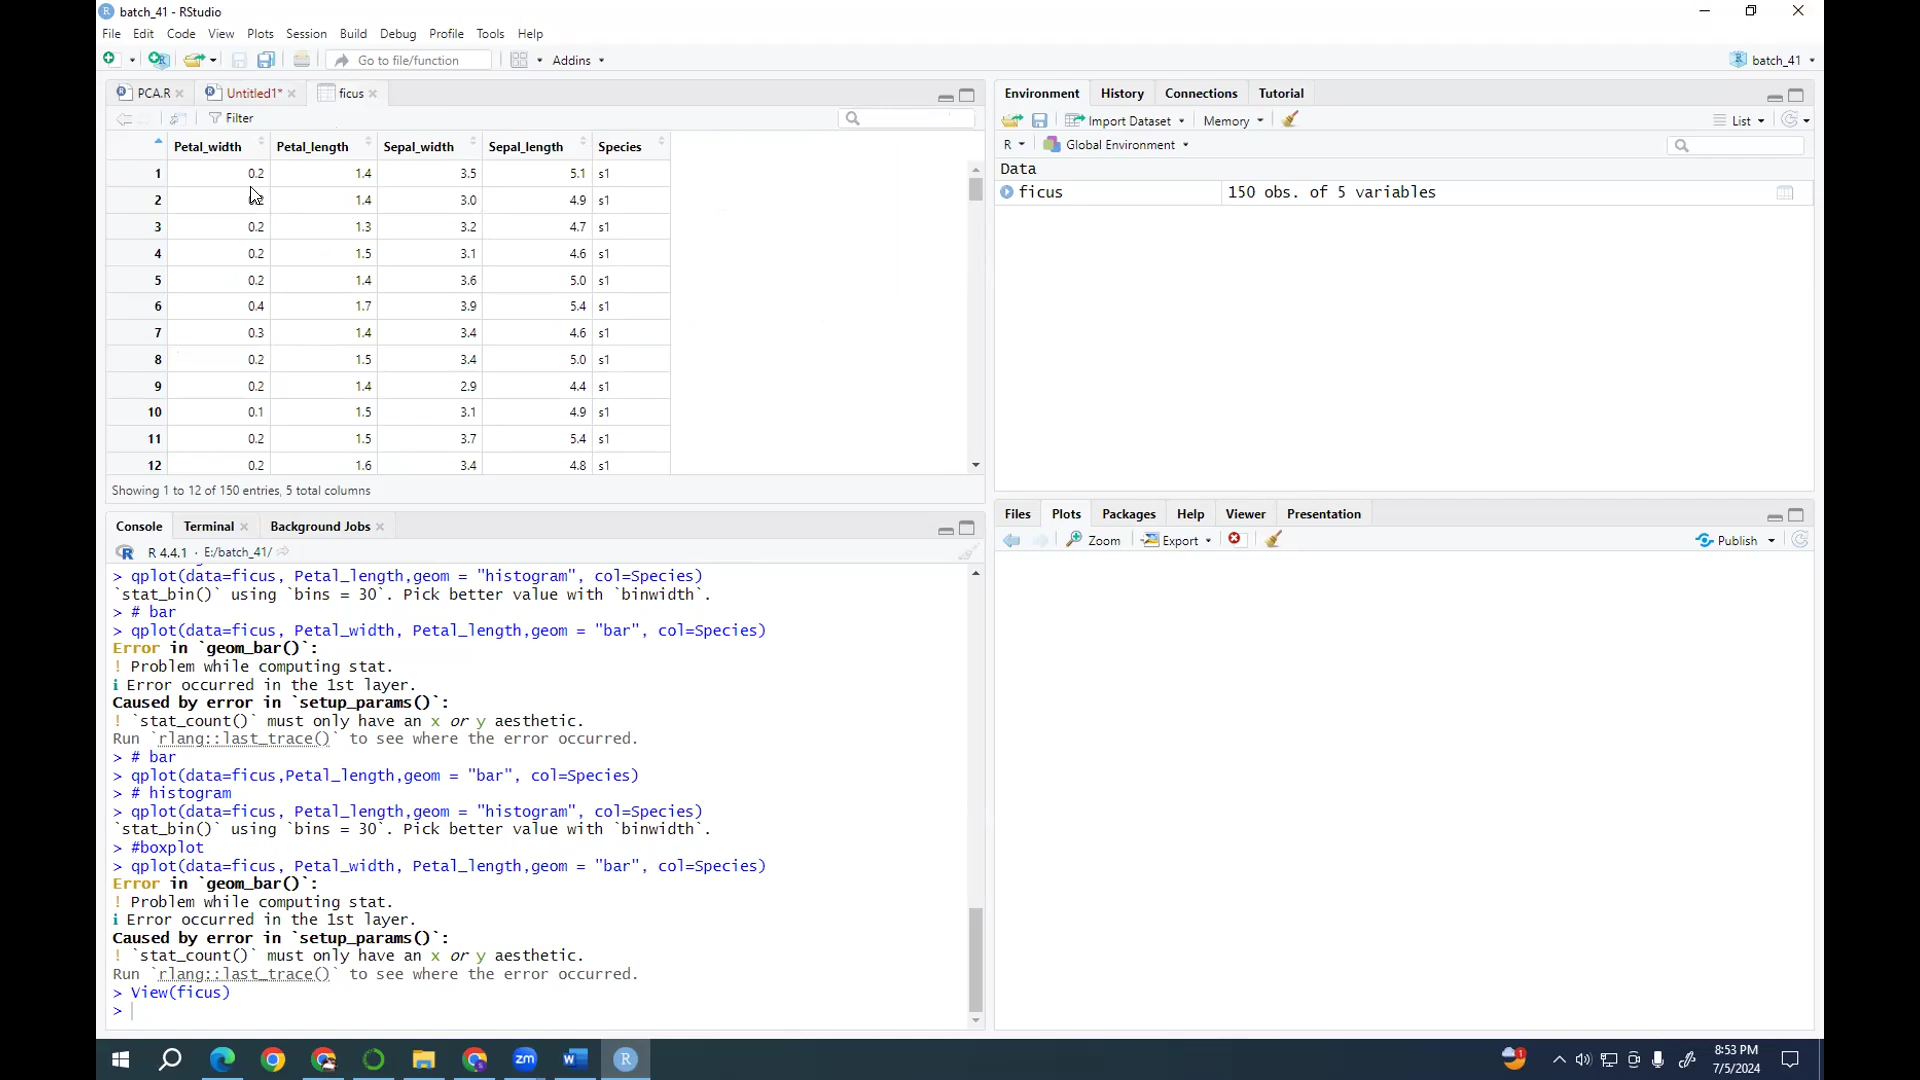 batch_41 - RStudio
File Edit Code View Plots Session Build Debug Profile Tools Help
Go to file/function Addins batch_41
PCA.R Untitled1* ficus
Filter
Petal_width Petal_length Sepal_width Sepal_length Species
1 0.2 1.4 3.5 5.1 s1
2 1.4 3.0 4.9 s1
3 0.2 1.3 3.2 4.7 s1
4 0.2 1.5 3.1 4.6 s1
5 0.2 1.4 3.6 5.0 s1
6 0.4 1.7 3.9 5.4 s1
7 0.3 1.4 3.4 4.6 s1
8 0.2 1.5 3.4 5.0 s1
9 0.2 1.4 2.9 4.4 s1
10 0.1 1.5 3.1 4.9 s1
11 0.2 1.5 3.7 5.4 s1
12 0.2 1.6 3.4 4.8 s1
Showing 1 to 12 of 150 entries, 5 total columns
Console Terminal Background Jobs
R 4.4.1 · E:/batch_41/
> qplot(data=ficus, Petal_length,geom = "histogram", col=Species)
`stat_bin()` using `bins = 30`. Pick better value with `binwidth`.
> # bar
> qplot(data=ficus, Petal_width, Petal_length,geom = "bar", col=Species)
Error in `geom_bar()`:
! Problem while computing stat.
i Error occurred in the 1st layer.
Caused by error in `setup_params()`:
! `stat_count()` must only have an x or y aesthetic.
Run `rlang::last_trace()` to see where the error occurred.
> # bar
> qplot(data=ficus,Petal_length,geom = "bar", col=Species)
> # histogram
> qplot(data=ficus, Petal_length,geom = "histogram", col=Species)
`stat_bin()` using `bins = 30`. Pick better value with `binwidth`.
> #boxplot
> qplot(data=ficus, Petal_width, Petal_length,geom = "bar", col=Species)
Error in `geom_bar()`:
! Problem while computing stat.
i Error occurred in the 1st layer.
Caused by error in `setup_params()`:
! `stat_count()` must only have an x or y aesthetic.
Run `rlang::last_trace()` to see where the error occurred.
> View(ficus)
>
Environment History Connections Tutorial
Import Dataset Memory List
R Global Environment
Data
ficus 150 obs. of 5 variables
Files Plots Packages Help Viewer Presentation
Zoom Export Publish
8:53 PM
7/5/2024